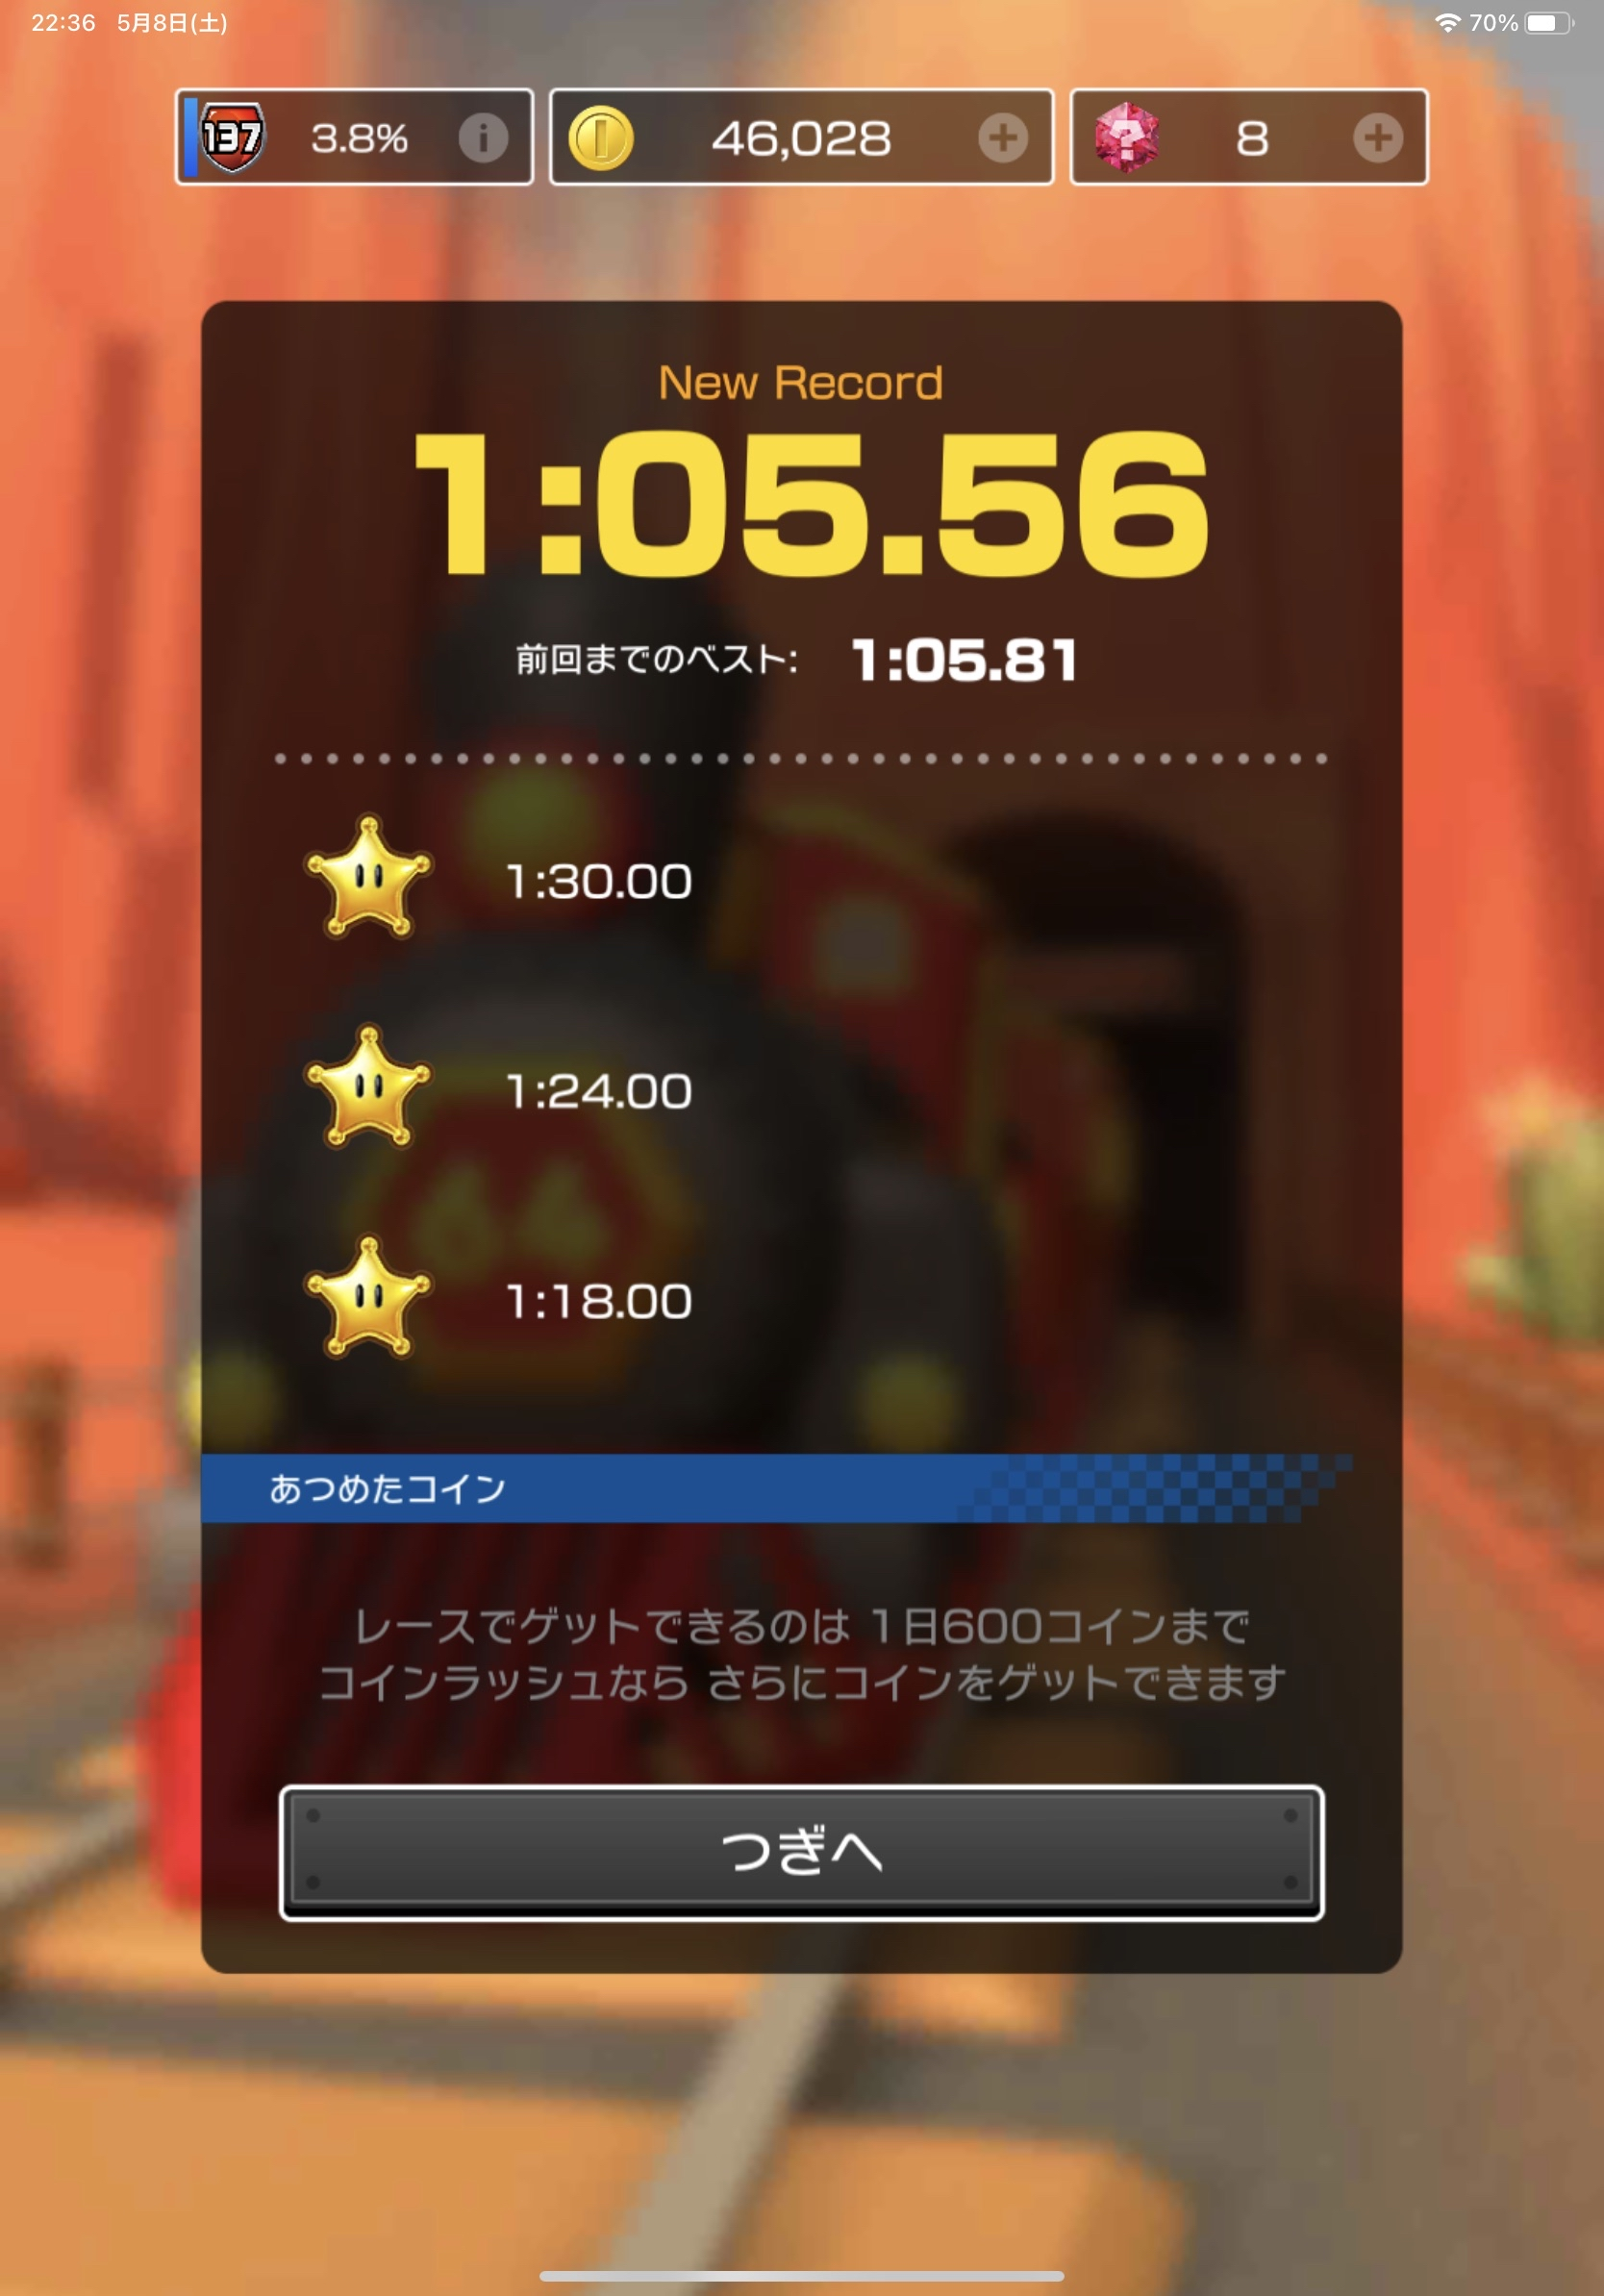 22:36 5月8日(土)
70%
137 3.8% i 46,028 + 8 +
New Record
1:05.56
前回までのベスト: 1:05.81
1:30.00
1:24.00
1:18.00
64
あつめたコイン
レースでゲットできるのは 1日600コインまで
コインラッシュなら さらにコインをゲットできます
つぎへ